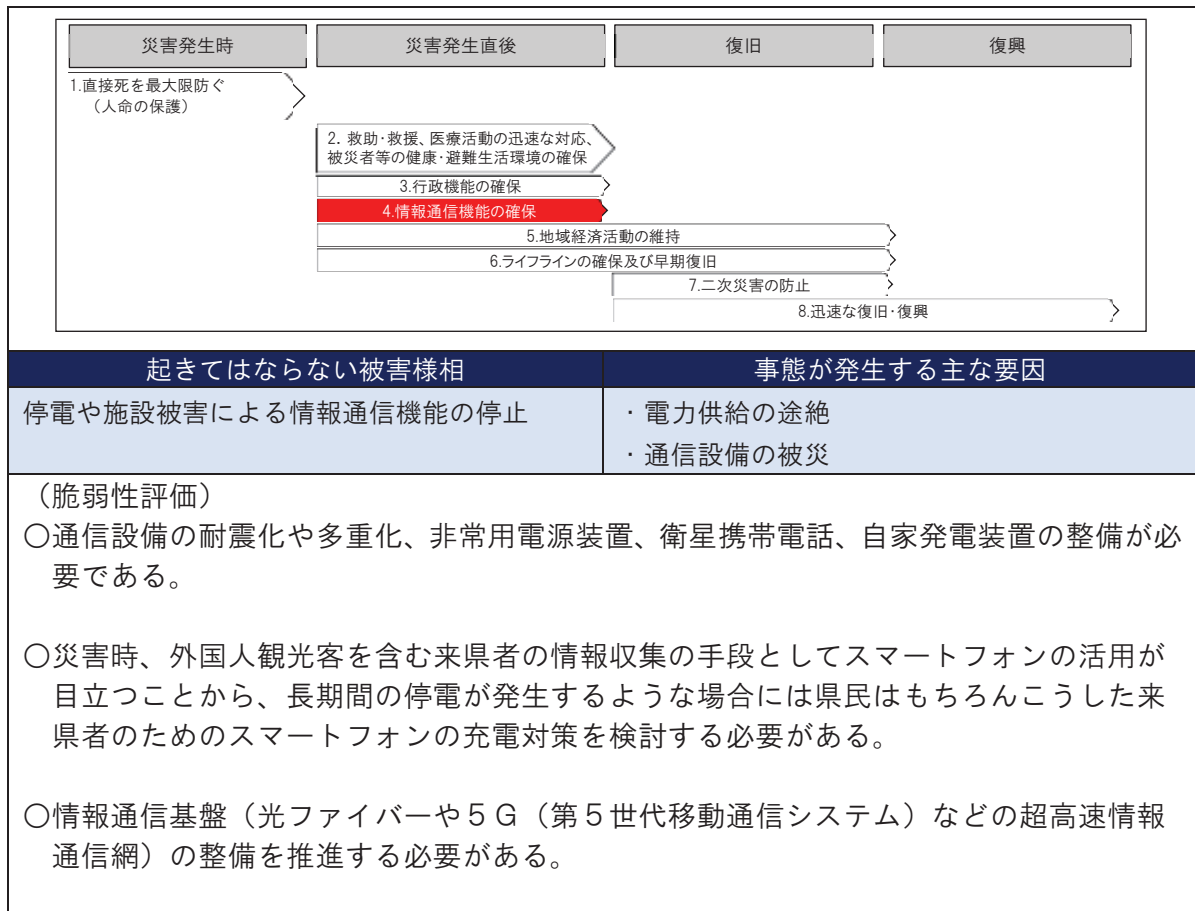 災害発生時
災害発生直後
復旧
復興
1.直接死を最大限防ぐ
（人命の保護）
2．救助･救援、医療活動の迅速な対応、
被災者等の健康･避難生活環境の確保
3.行政機能の確保
4.情報通信機能の確保
5.地域経済活動の維持
6.ライフラインの確保及び早期復旧
7.二次災害の防止
8.迅速な復旧･復興
起きてはならない被害様相
事態が発生する主な要因
停電や施設被害による情報通信機能の停止
・電力供給の途絶
・通信設備の被災
（脆弱性評価）
〇通信設備の耐震化や多重化、非常用電源装置、衛星携帯電話、自家発電装置の整備が必
要である。
〇災害時、外国人観光客を含む来県者の情報収集の手段としてスマートフォンの活用が
目立つことから、長期間の停電が発生するような場合には県民はもちろんこうした来
県者のためのスマートフォンの充電対策を検討する必要がある。
〇情報通信基盤（光ファイバーや５Ｇ（第５世代移動通信システム）などの超高速情報
通信網）の整備を推進する必要がある。